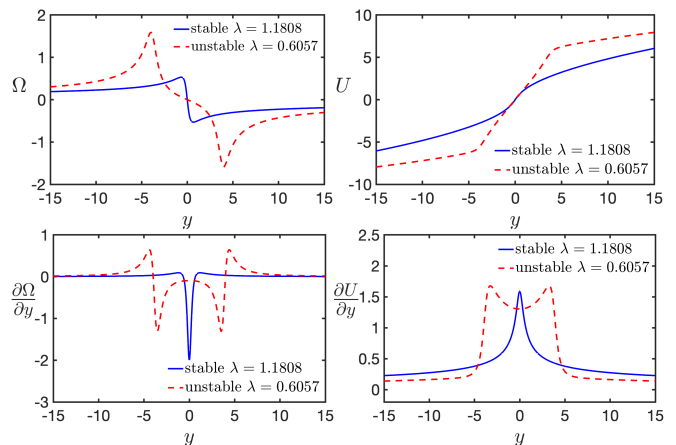 2
1
0
-1
-2
Ω
stable λ = 1.1808
unstable λ = 0.6057
-15 -10 -5 0 5 10 15
y
10
5
0
-5
-10
U
stable λ = 1.1808
unstable λ = 0.6057
-15 -10 -5 0 5 10 15
y
1
0
-1
-2
-3
∂Ω
∂y
stable λ = 1.1808
unstable λ = 0.6057
-15 -10 -5 0 5 10 15
y
2.5
2
1.5
1
0.5
0
∂U
∂y
stable λ = 1.1808
unstable λ = 0.6057
-15 -10 -5 0 5 10 15
y